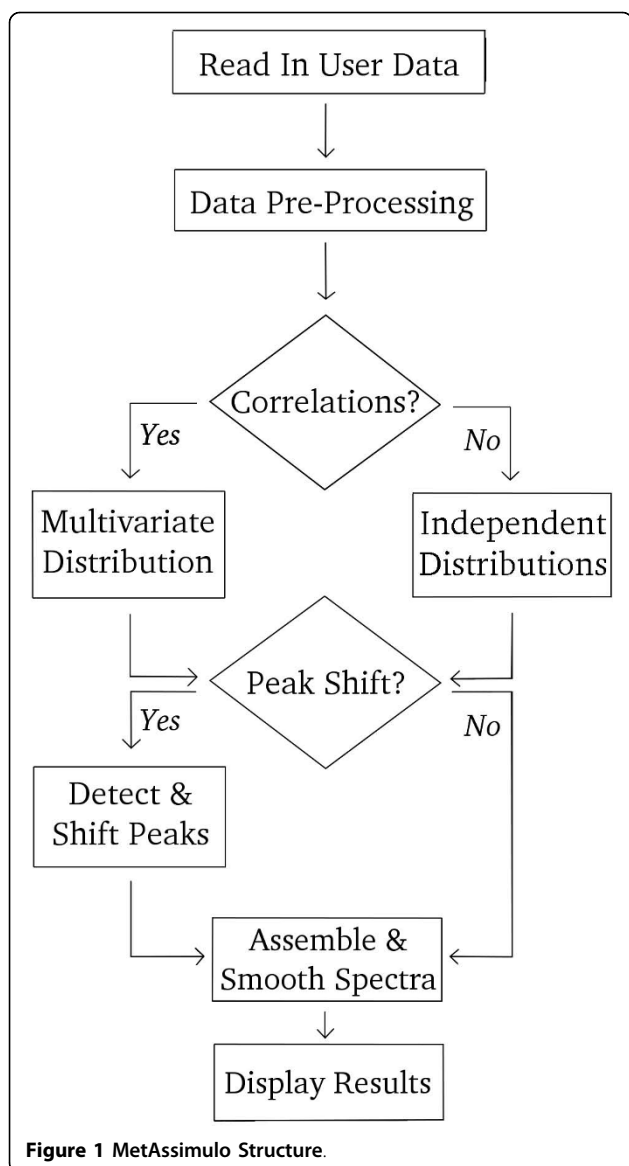 Read In User Data
Data Pre-Processing
Correlations?
Yes
No
Multivariate
Distribution
Independent
Distributions
Peak Shift?
Yes
No
Detect &
Shift Peaks
Assemble &
Smooth Spectra
Display Results
Figure 1 MetAssimulo Structure.